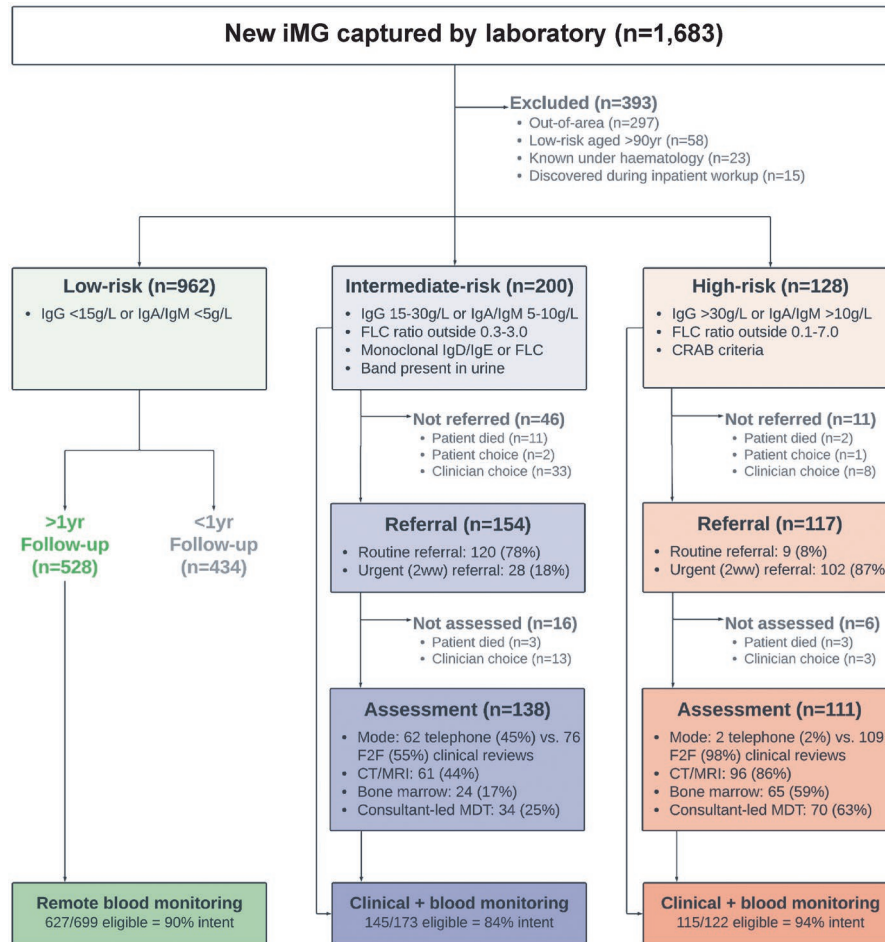 New iMG captured by laboratory (n=1,683)
Excluded (n=393)
• Out-of-area (n=297)
• Low-risk aged >90yr (n=58)
• Known under haematology (n=23)
• Discovered during inpatient workup (n=15)
Low-risk (n=962)
• IgG <15g/L or IgA/IgM <5g/L
>1yr
Follow-up
(n=528)
<1yr
Follow-up
(n=434)
Remote blood monitoring
627/699 eligible = 90% intent
Intermediate-risk (n=200)
• IgG 15-30g/L or IgA/IgM 5-10g/L
• FLC ratio outside 0.3-3.0
• Monoclonal IgD/IgE or FLC
• Band present in urine
Not referred (n=46)
• Patient died (n=11)
• Patient choice (n=2)
• Clinician choice (n=33)
Referral (n=154)
• Routine referral: 120 (78%)
• Urgent (2ww) referral: 28 (18%)
Not assessed (n=16)
• Patient died (n=3)
• Clinician choice (n=13)
Assessment (n=138)
• Mode: 62 telephone (45%) vs. 76
F2F (55%) clinical reviews
• CT/MRI: 61 (44%)
• Bone marrow: 24 (17%)
• Consultant-led MDT: 34 (25%)
Clinical + blood monitoring
145/173 eligible = 84% intent
High-risk (n=128)
• IgG >30g/L or IgA/IgM >10g/L
• FLC ratio outside 0.1-7.0
• CRAB criteria
Not referred (n=11)
• Patient died (n=2)
• Patient choice (n=1)
• Clinician choice (n=8)
Referral (n=117)
• Routine referral: 9 (8%)
• Urgent (2ww) referral: 102 (87%)
Not assessed (n=6)
• Patient died (n=3)
• Clinician choice (n=3)
Assessment (n=111)
• Mode: 2 telephone (2%) vs. 109
F2F (98%) clinical reviews
• CT/MRI: 96 (86%)
• Bone marrow: 65 (59%)
• Consultant-led MDT: 70 (63%)
Clinical + blood monitoring
115/122 eligible = 94% intent